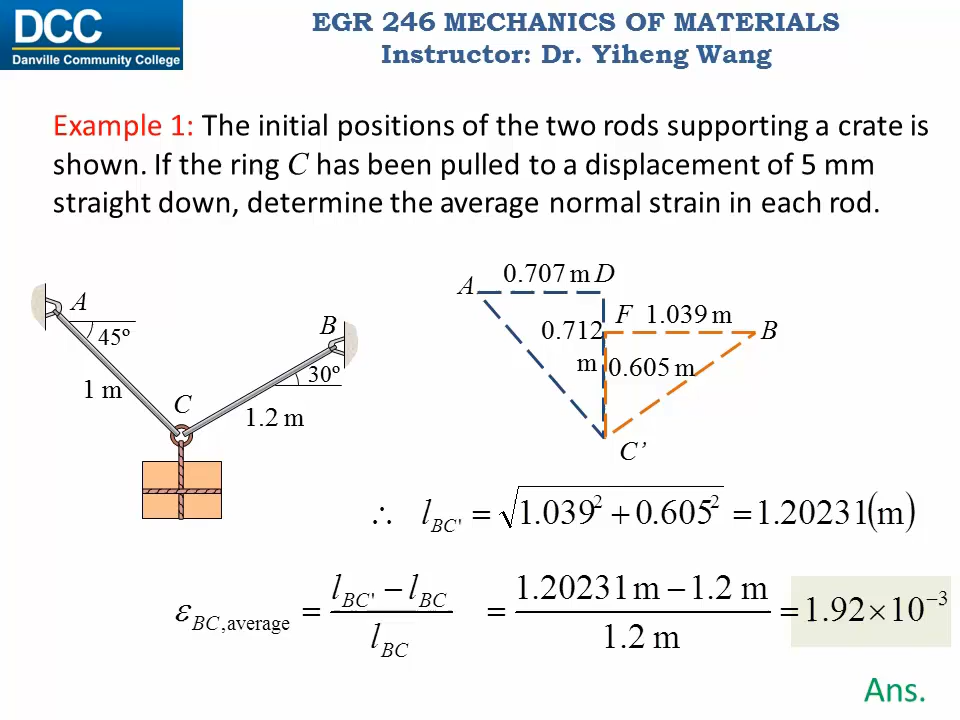 DCC
Danville Community College
EGR 246 MECHANICS OF MATERIALS
Instructor: Dr. Yiheng Wang
Example 1: The initial positions of the two rods supporting a crate is
shown. If the ring C has been pulled to a displacement of 5 mm
straight down, determine the average normal strain in each rod.
A
45º
1 m
C
B
30º
1.2 m
A
0.707 m D
F 1.039 m
B
0.712
m
0.605 m
C’
∴ l_BC' = √(1.039² + 0.605²) = 1.20231(m)
ε_BC,average = (l_BC' − l_BC) / l_BC = (1.20231 m − 1.2 m) / 1.2 m = 1.92×10⁻³
Ans.